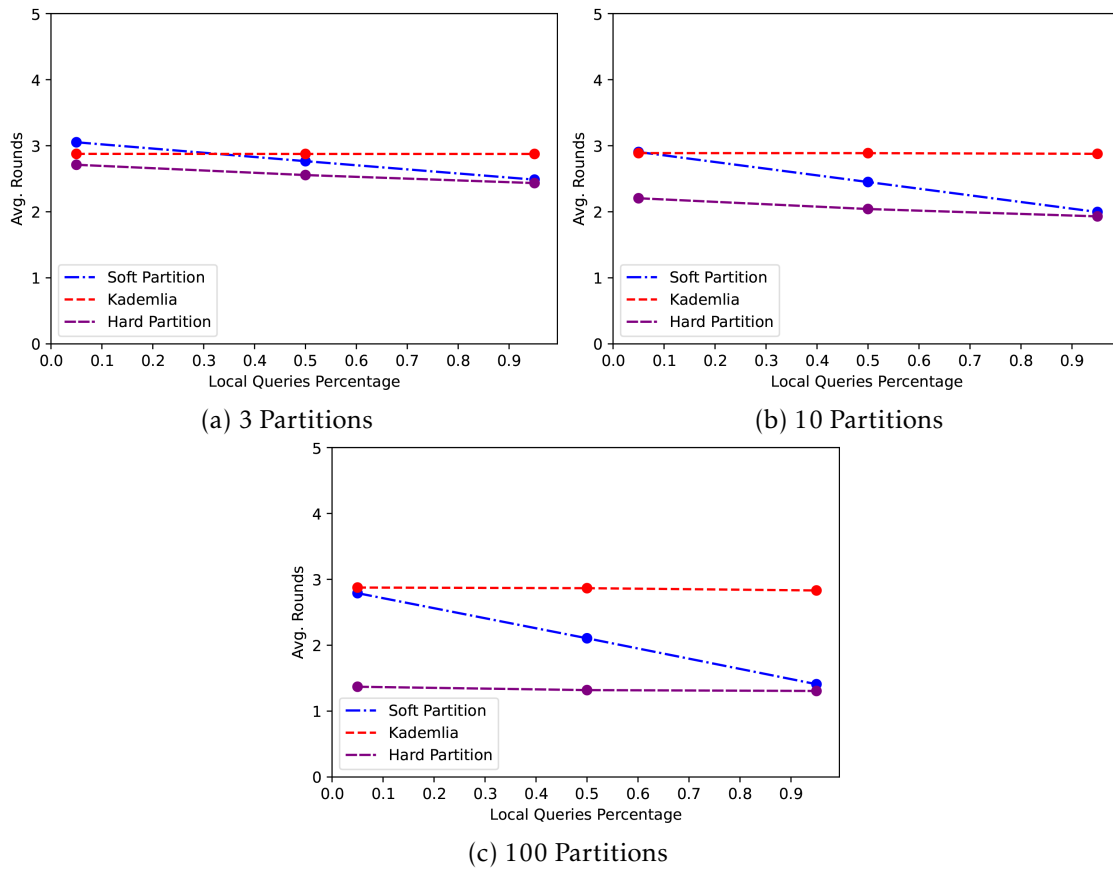 5
4
3
2
1
0
Avg. Rounds
Soft Partition
Kademlia
Hard Partition
0.0 0.1 0.2 0.3 0.4 0.5 0.6 0.7 0.8 0.9
Local Queries Percentage
(a) 3 Partitions
5
4
3
2
1
0
Avg. Rounds
Soft Partition
Kademlia
Hard Partition
0.0 0.1 0.2 0.3 0.4 0.5 0.6 0.7 0.8 0.9
Local Queries Percentage
(b) 10 Partitions
5
4
3
2
1
0
Avg. Rounds
Soft Partition
Kademlia
Hard Partition
0.0 0.1 0.2 0.3 0.4 0.5 0.6 0.7 0.8 0.9
Local Queries Percentage
(c) 100 Partitions